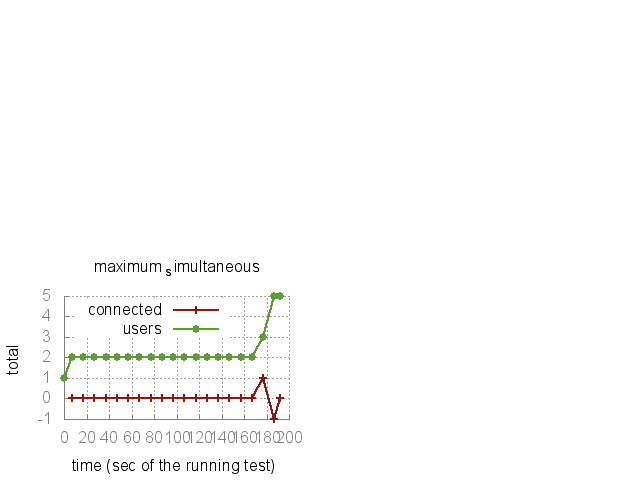 maximum simultaneous
5
connected
4
users
3
2
total
1
0
-1
0 20 40 60 80 100 120 140 160 180 200
time (sec of the running test)